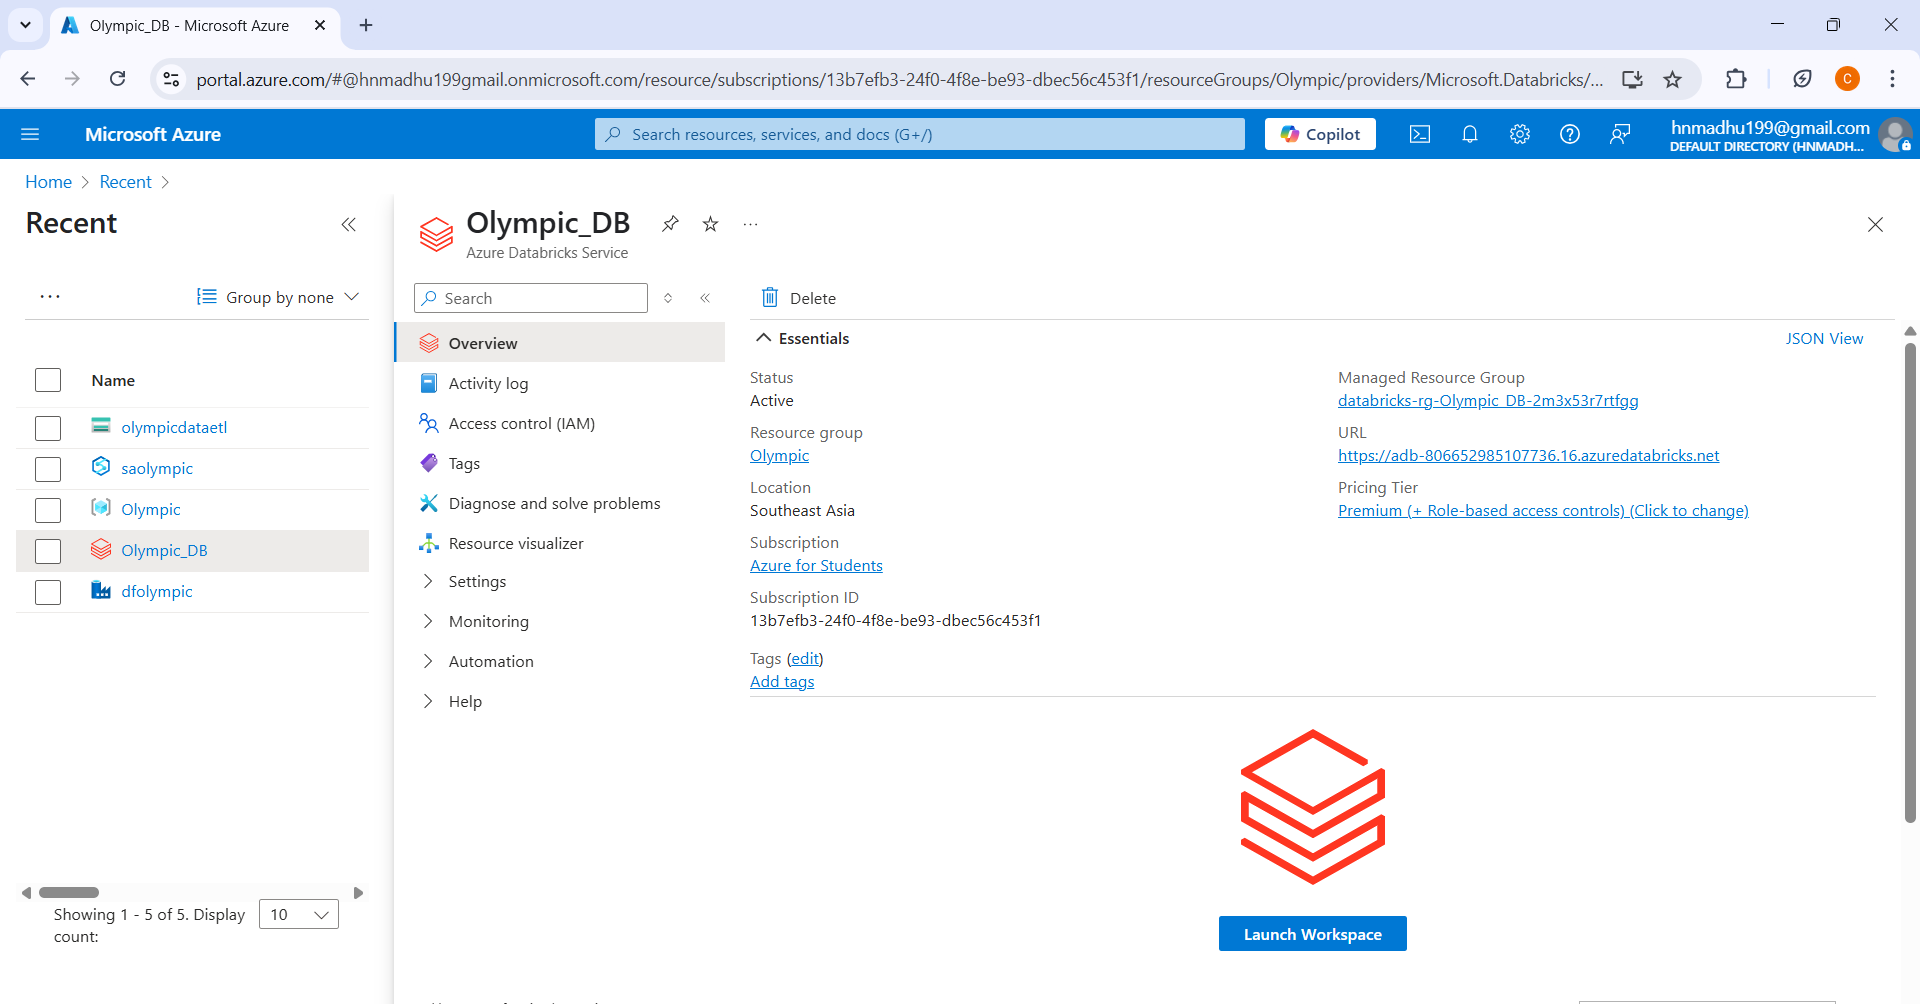 Olympic_DB - Microsoft Azure
portal.azure.com/#@hnmadhu199gmail.onmicrosoft.com/resource/subscriptions/13b7efb3-24f0-4f8e-be93-dbec56c453f1/resourceGroups/Olympic/providers/Microsoft.Databricks/...
C
Microsoft Azure
Search resources, services, and docs (G+/)
Copilot
hnmadhu199@gmail.com
DEFAULT DIRECTORY (HNMADH...
Home
Recent
Recent
Group by none
Name
olympicdataetl
saolympic
Olympic
Olympic_DB
dfolympic
Showing 1 - 5 of 5. Display count:
10
Olympic_DB
Azure Databricks Service
Search
Overview
Activity log
Access control (IAM)
Tags
Diagnose and solve problems
Resource visualizer
Settings
Monitoring
Automation
Help
Delete
Essentials
JSON View
Status
Active
Resource group
Olympic
Location
Southeast Asia
Subscription
Azure for Students
Subscription ID
13b7efb3-24f0-4f8e-be93-dbec56c453f1
Tags (edit)
Add tags
Managed Resource Group
databricks-rg-Olympic_DB-2m3x53r7rtfgg
URL
https://adb-806652985107736.16.azuredatabricks.net
Pricing Tier
Premium (+ Role-based access controls) (Click to change)
Launch Workspace